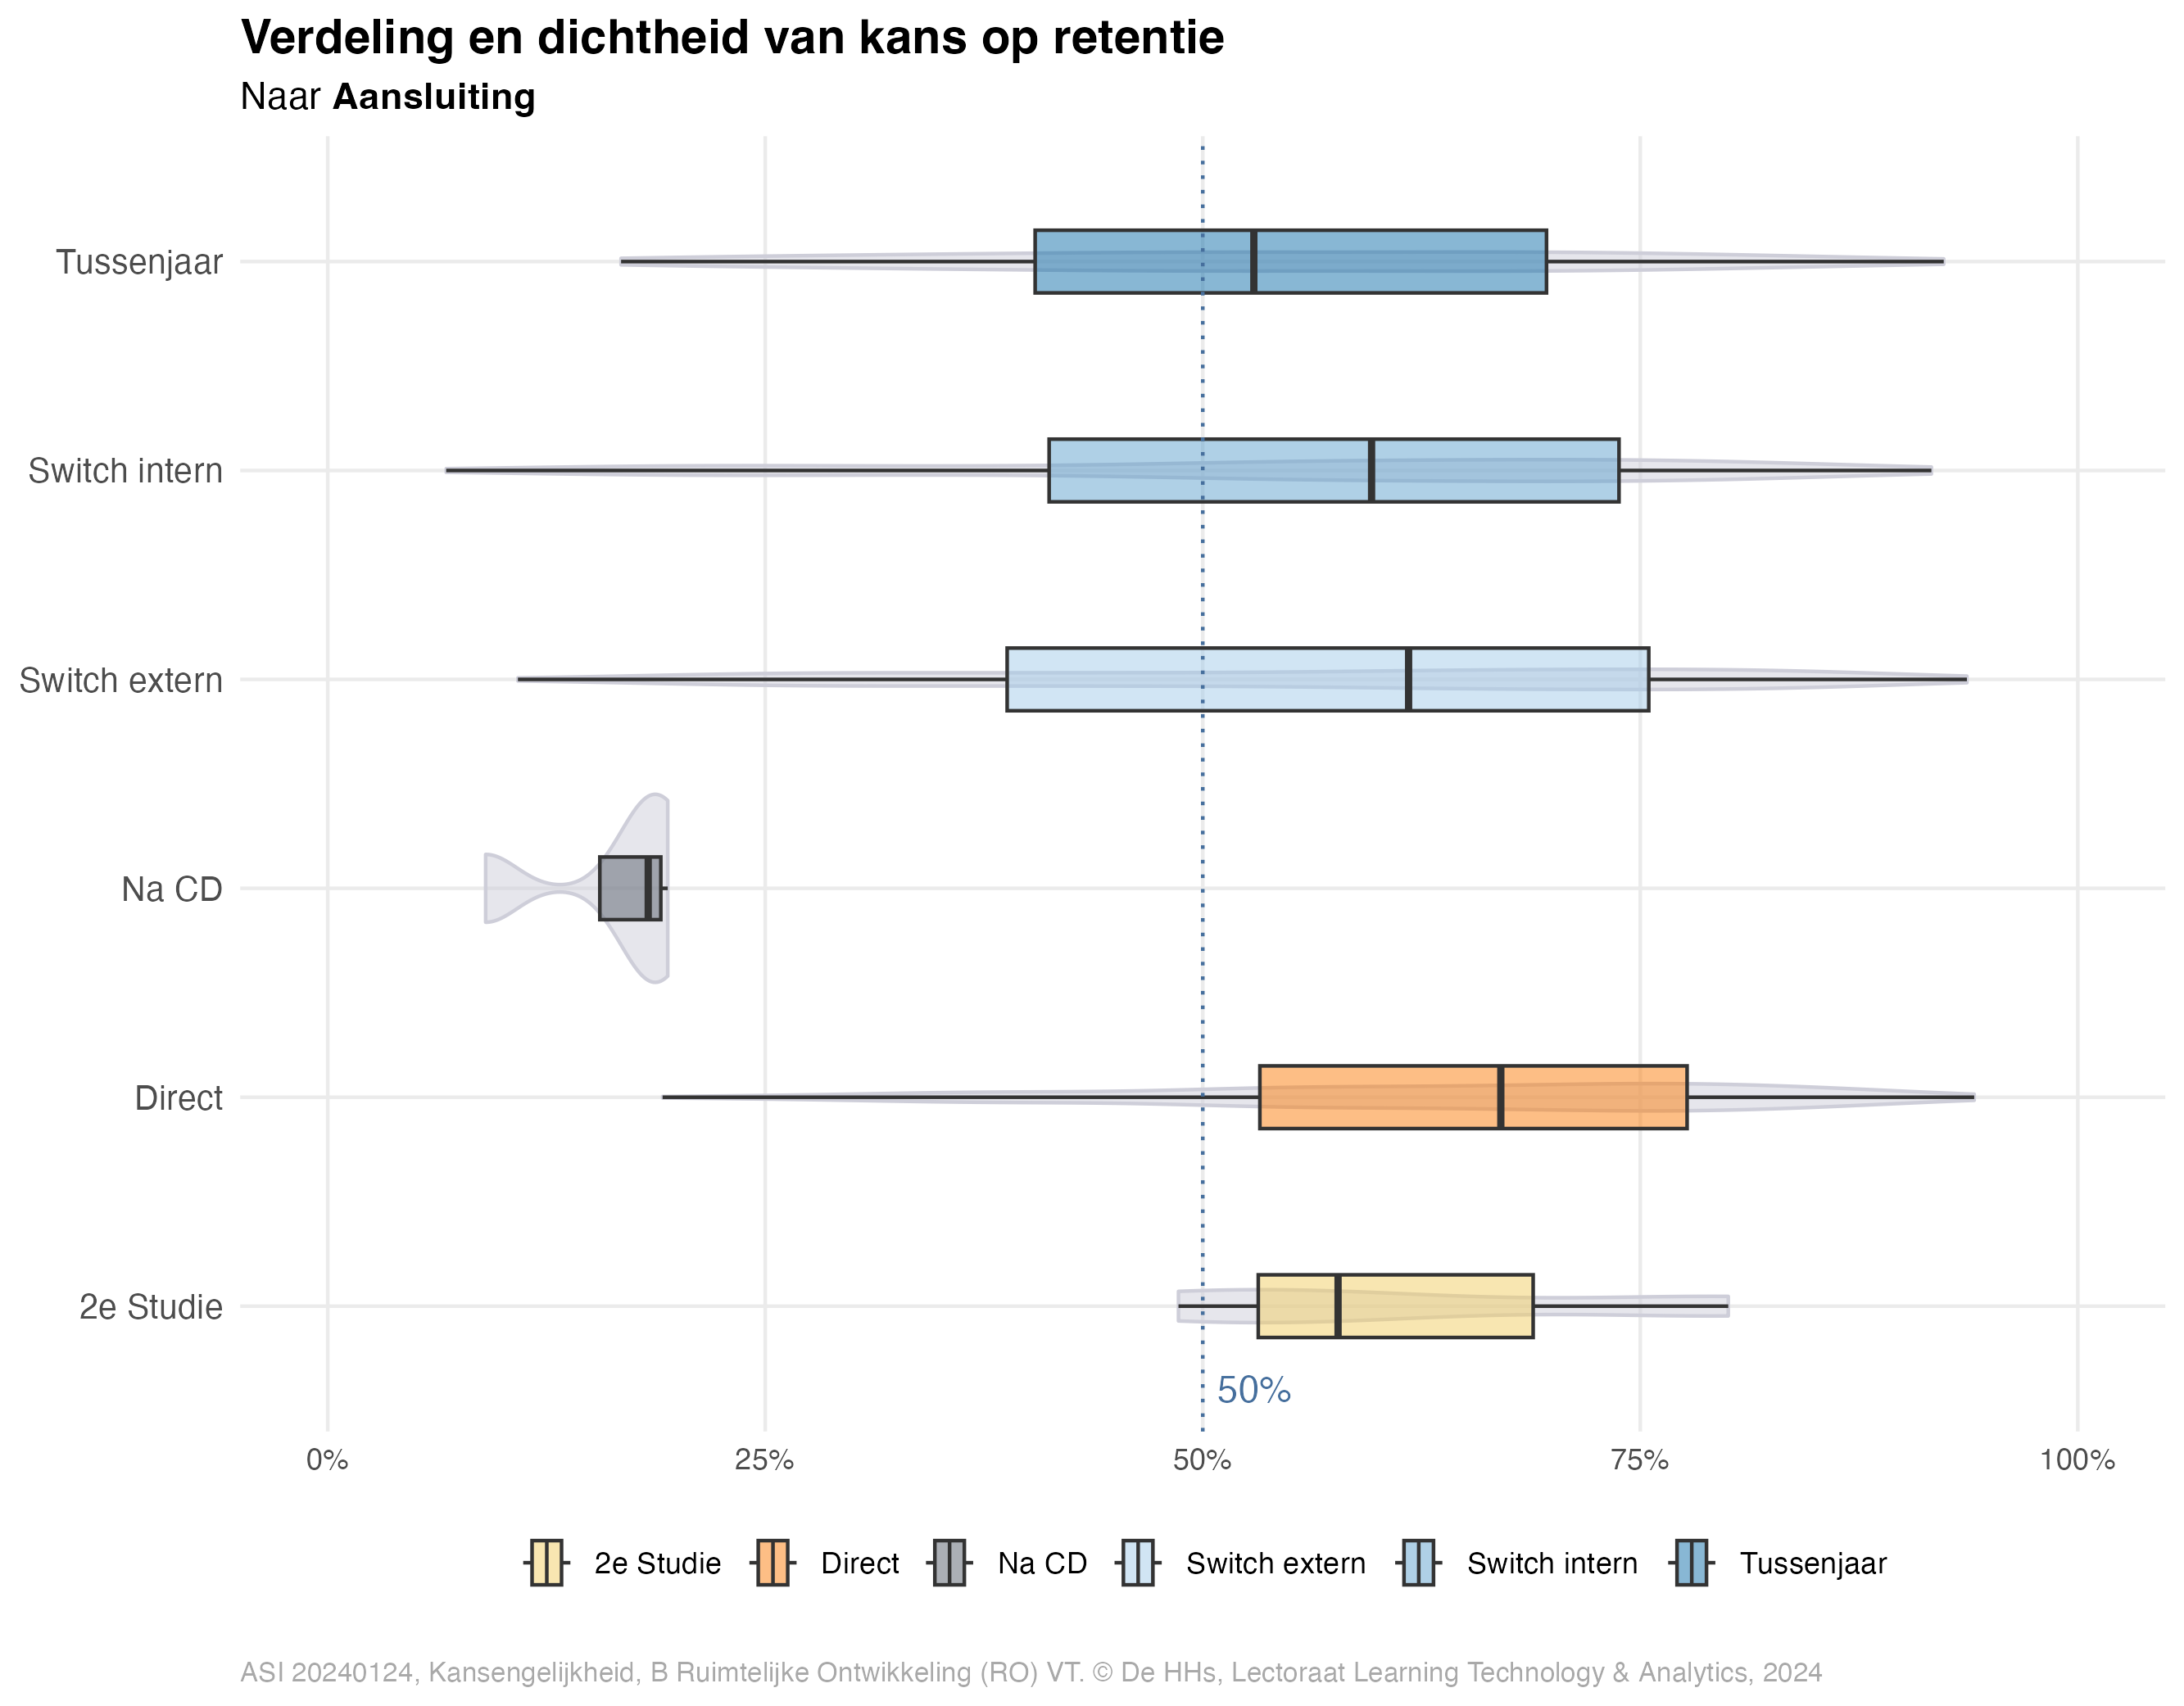 Verdeling en dichtheid van kans op retentie
Naar Aansluiting
Tussenjaar
Switch intern
Switch extern
Na CD
Direct
2e Studie
50%
0% 25% 50% 75% 100%
2e Studie Direct Na CD Switch extern Switch intern Tussenjaar
ASI 20240124, Kansengelijkheid, B Ruimtelijke Ontwikkeling (RO) VT. © De HHs, Lectoraat Learning Technology & Analytics, 2024